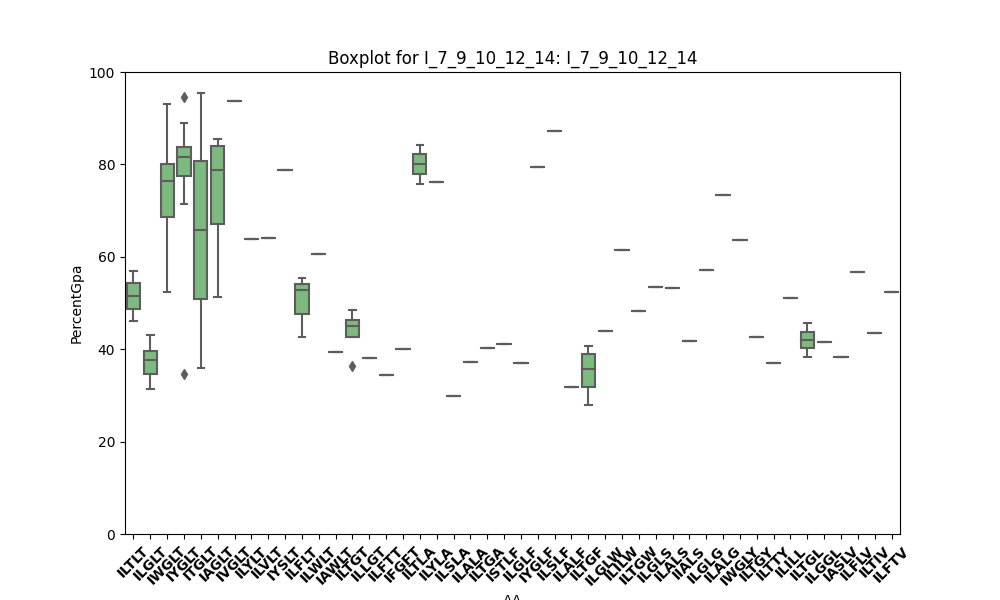 Boxplot for I_7_9_10_12_14: I_7_9_10_12_14
100
80
60
40
20
0
PercentGpa
ILTLT
ILGLT
IWGLT
IYGLT
ITGLT
IAGLT
IVGLT
ILYLT
ILVLT
IYSLT
ILFLT
ILWLT
IAWLT
ILTGT
ILLGT
ILFTT
IFGFT
ILTLA
ILYLA
ILSLA
ILALA
ILTGA
ISTLF
ILGLF
IYGLF
ILSLF
ILALF
ILTGF
ILGLW
ILILW
ILTGW
ILGLS
ILALS
IIALS
ILGLG
ILALG
IWGLY
ILTGY
ILTTY
ILILL
ILTGL
ILGGL
IASLV
ILFLV
ILTIV
ILFTV
AA